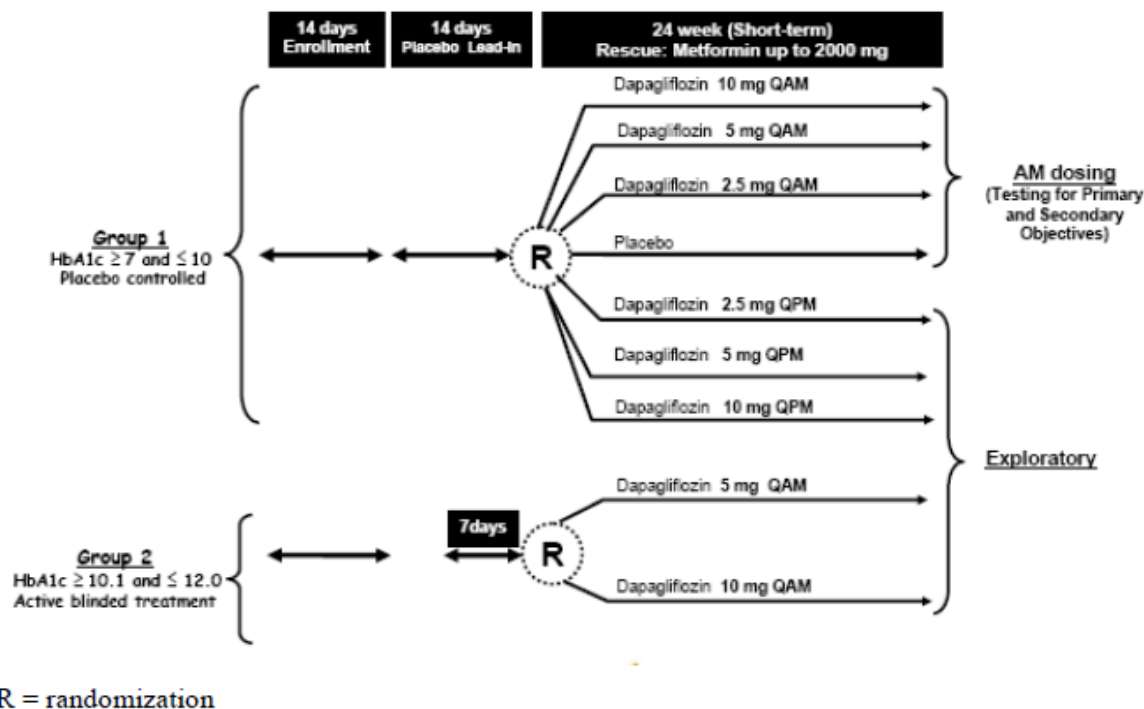 14 days
Enrollment
14 days
Placebo Lead-In
24 week (Short-term)
Rescue: Metformin up to 2000 mg
Dapagliflozin 10 mg QAM
Dapagliflozin 5 mg QAM
Dapagliflozin 2.5 mg QAM
Placebo
Dapagliflozin 2.5 mg QPM
Dapagliflozin 5 mg QPM
Dapagliflozin 10 mg QPM
Group 1
HbA1c ≥7 and ≤ 10
Placebo controlled
R
AM dosing
(Testing for Primary
and Secondary
Objectives)
Exploratory
Group 2
HbA1c ≥ 10.1 and ≤ 12.0
Active blinded treatment
7days
R
Dapagliflozin 5 mg QAM
Dapagliflozin 10 mg QAM
R = randomization